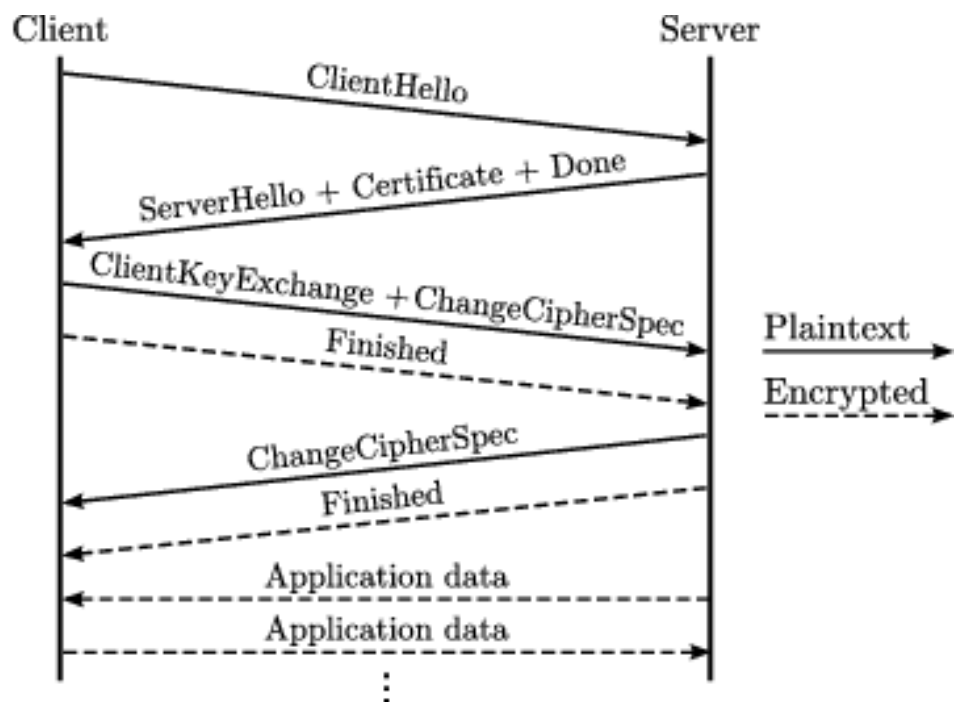 Client
Server
ClientHello
ServerHello + Certificate + Done
ClientKeyExchange +ChangeCipherSpec
Finished
Plaintext
Encrypted
ChangeCipherSpec
Finished
Application data
Application data